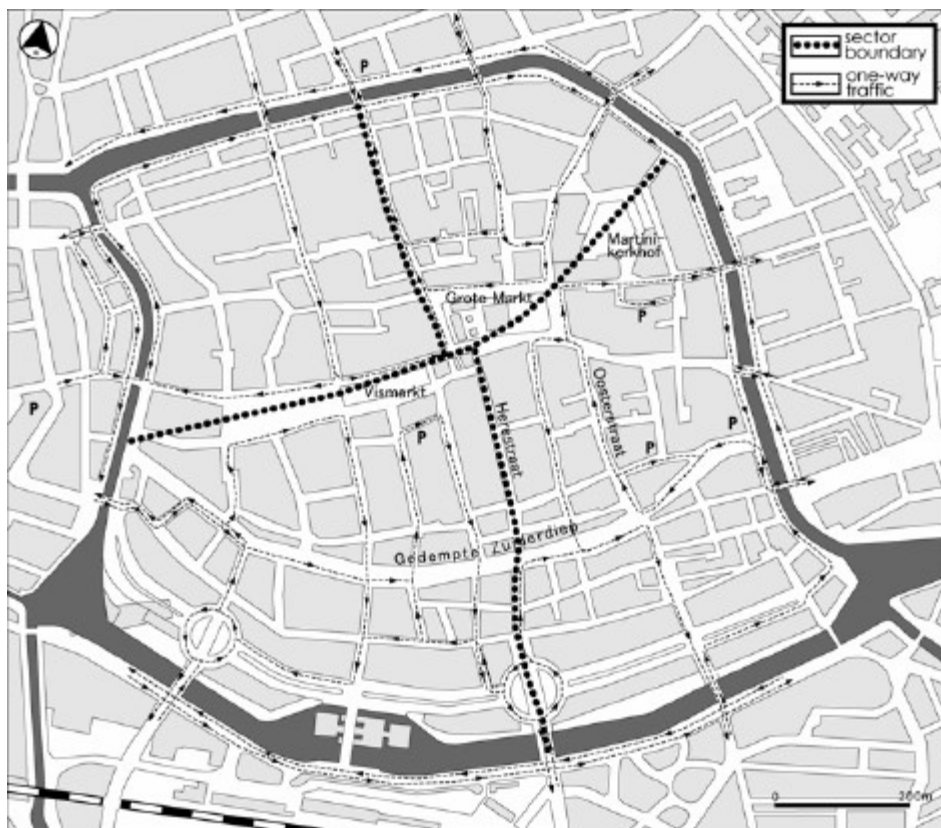 sector
boundary
one-way
traffic
P
Martini-
kerkhof
Grote Markt
P
Vismarkt
Herestraat
Oosterstraat
P
P
P
P
Gedempte Zuiderdiep
0 200m